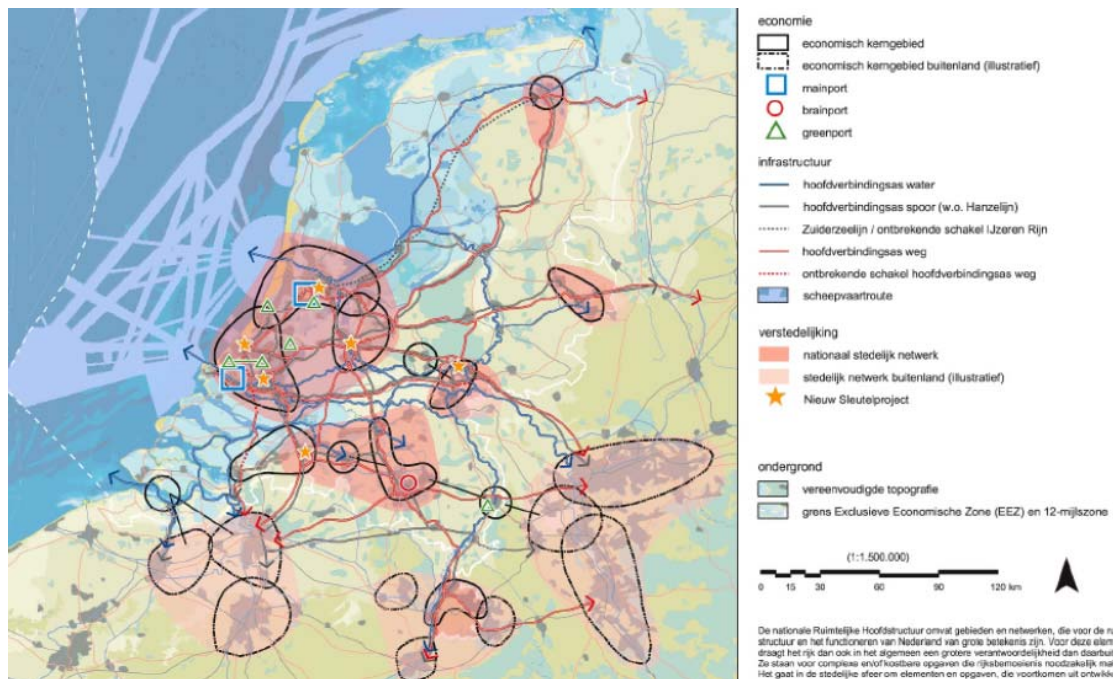 economie
economisch kerngebied
economisch kerngebied buitenland (illustratief)
mainport
brainport
greenport
infrastructuur
hoofdverbindingsas water
hoofdverbindingsas spoor (w.o. Hanzelijn)
Zuiderzeelijn / ontbrekende schakel IJzeren Rijn
hoofdverbindingsas weg
ontbrekende schakel hoofdverbindingsas weg
scheepvaartroute
verstedelijking
nationaal stedelijk netwerk
stedelijk netwerk buitenland (illustratief)
Nieuw Sleutelproject
ondergrond
vereenvoudigde topografie
grens Exclusieve Economische Zone (EEZ) en 12-mijlszone
(1:1.500.000)
0 15 30 60 90 120 km
De nationale Ruimtelijke Hoofdstructuur omvat gebieden en netwerken, die voor de ru
structuur en het functioneren van Nederland van grote betekenis zijn. Voor deze elem
draagt het rijk dan ook in het algemeen een grotere verantwoordelijkheid dan daarbui
Ze staan voor complexe en/of kostbare opgaven die rijksbemoeienis noodzakelijk ma
Het gaat in de stedelijke sfeer om elementen en opgaven, die voortkomen uit ontwikk